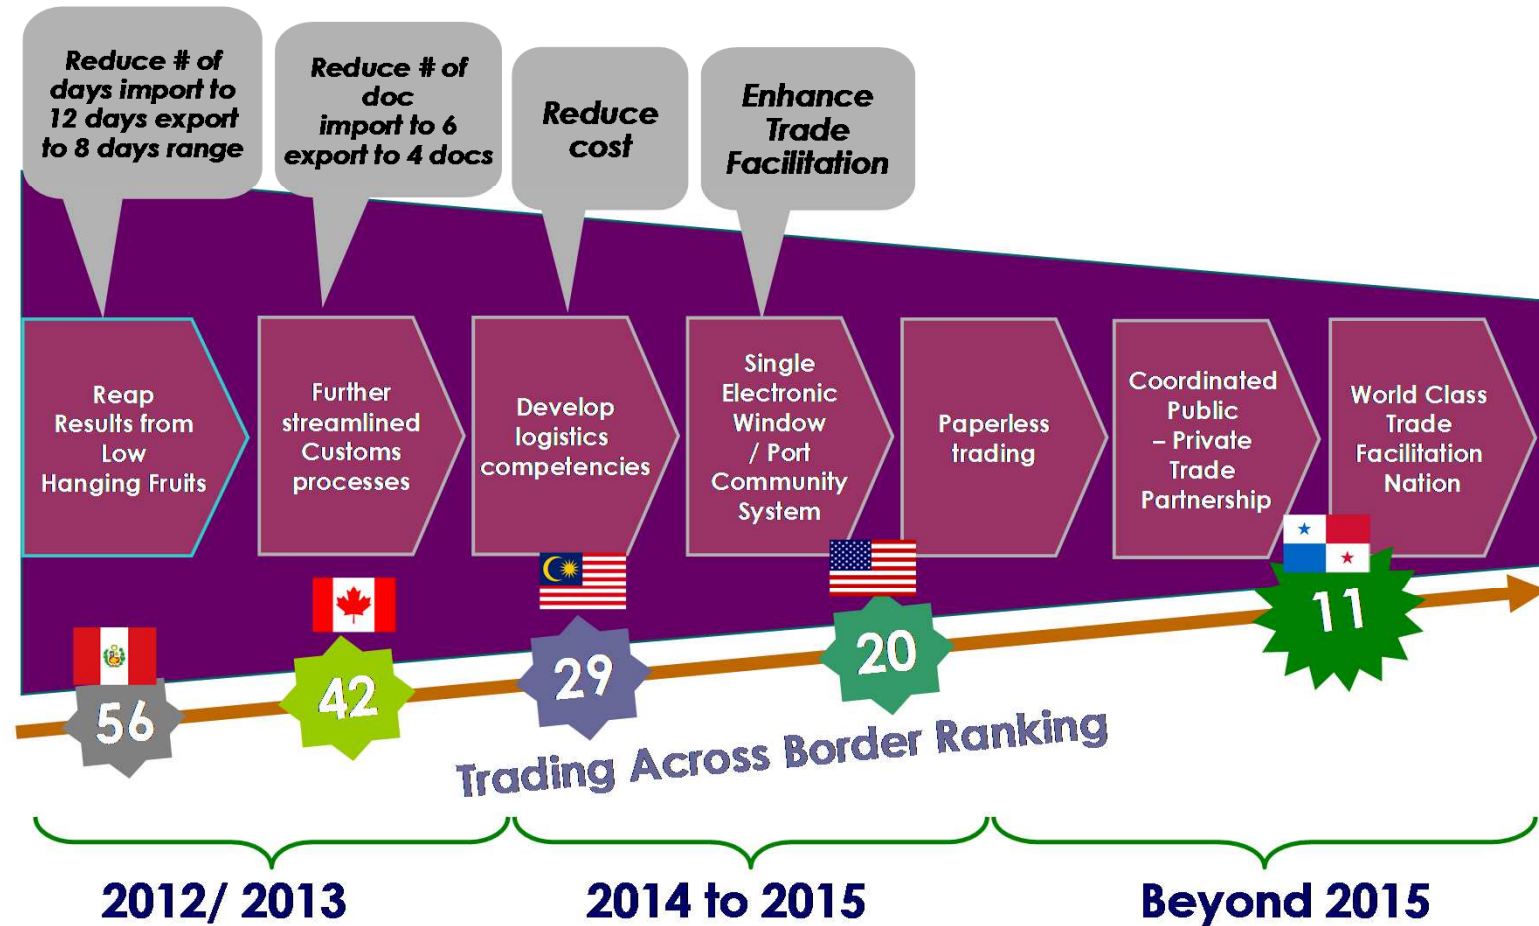 Reduce # of
days import to
12 days export
to 8 days range
Reduce # of
doc
import to 6
export to 4 docs
Reduce
cost
Enhance
Trade
Facilitation
Reap
Results from
Low
Hanging Fruits
Further
streamlined
Customs
processes
Develop
logistics
competencies
Single
Electronic
Window
/ Port
Community
System
Paperless
trading
Coordinated
Public
– Private
Trade
Partnership
World Class
Trade
Facilitation
Nation
56
42
29
20
11
Trading Across Border Ranking
2012/ 2013
2014 to 2015
Beyond 2015